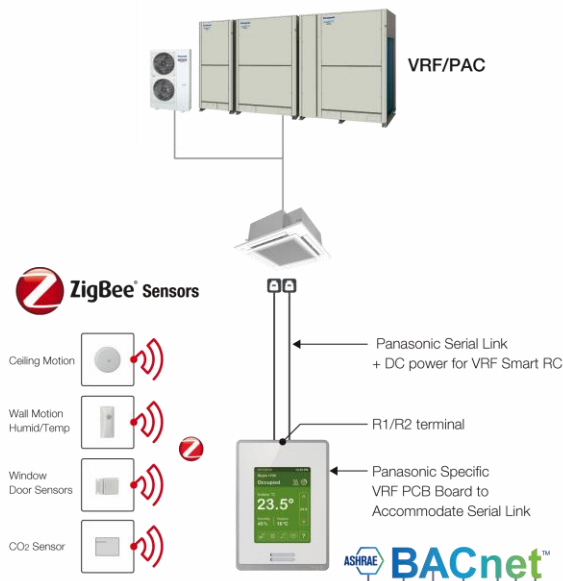 VRF/PAC
ZigBee® Sensors
Ceiling Motion
Wall Motion
Humid/Temp
Window
Door Sensors
CO2 Sensor
Panasonic Serial Link
+ DC power for VRF Smart RC
R1/R2 terminal
Panasonic Specific
VRF PCB Board to
Accommodate Serial Link
Occupied
23.5°
ASHRAE BACnet™